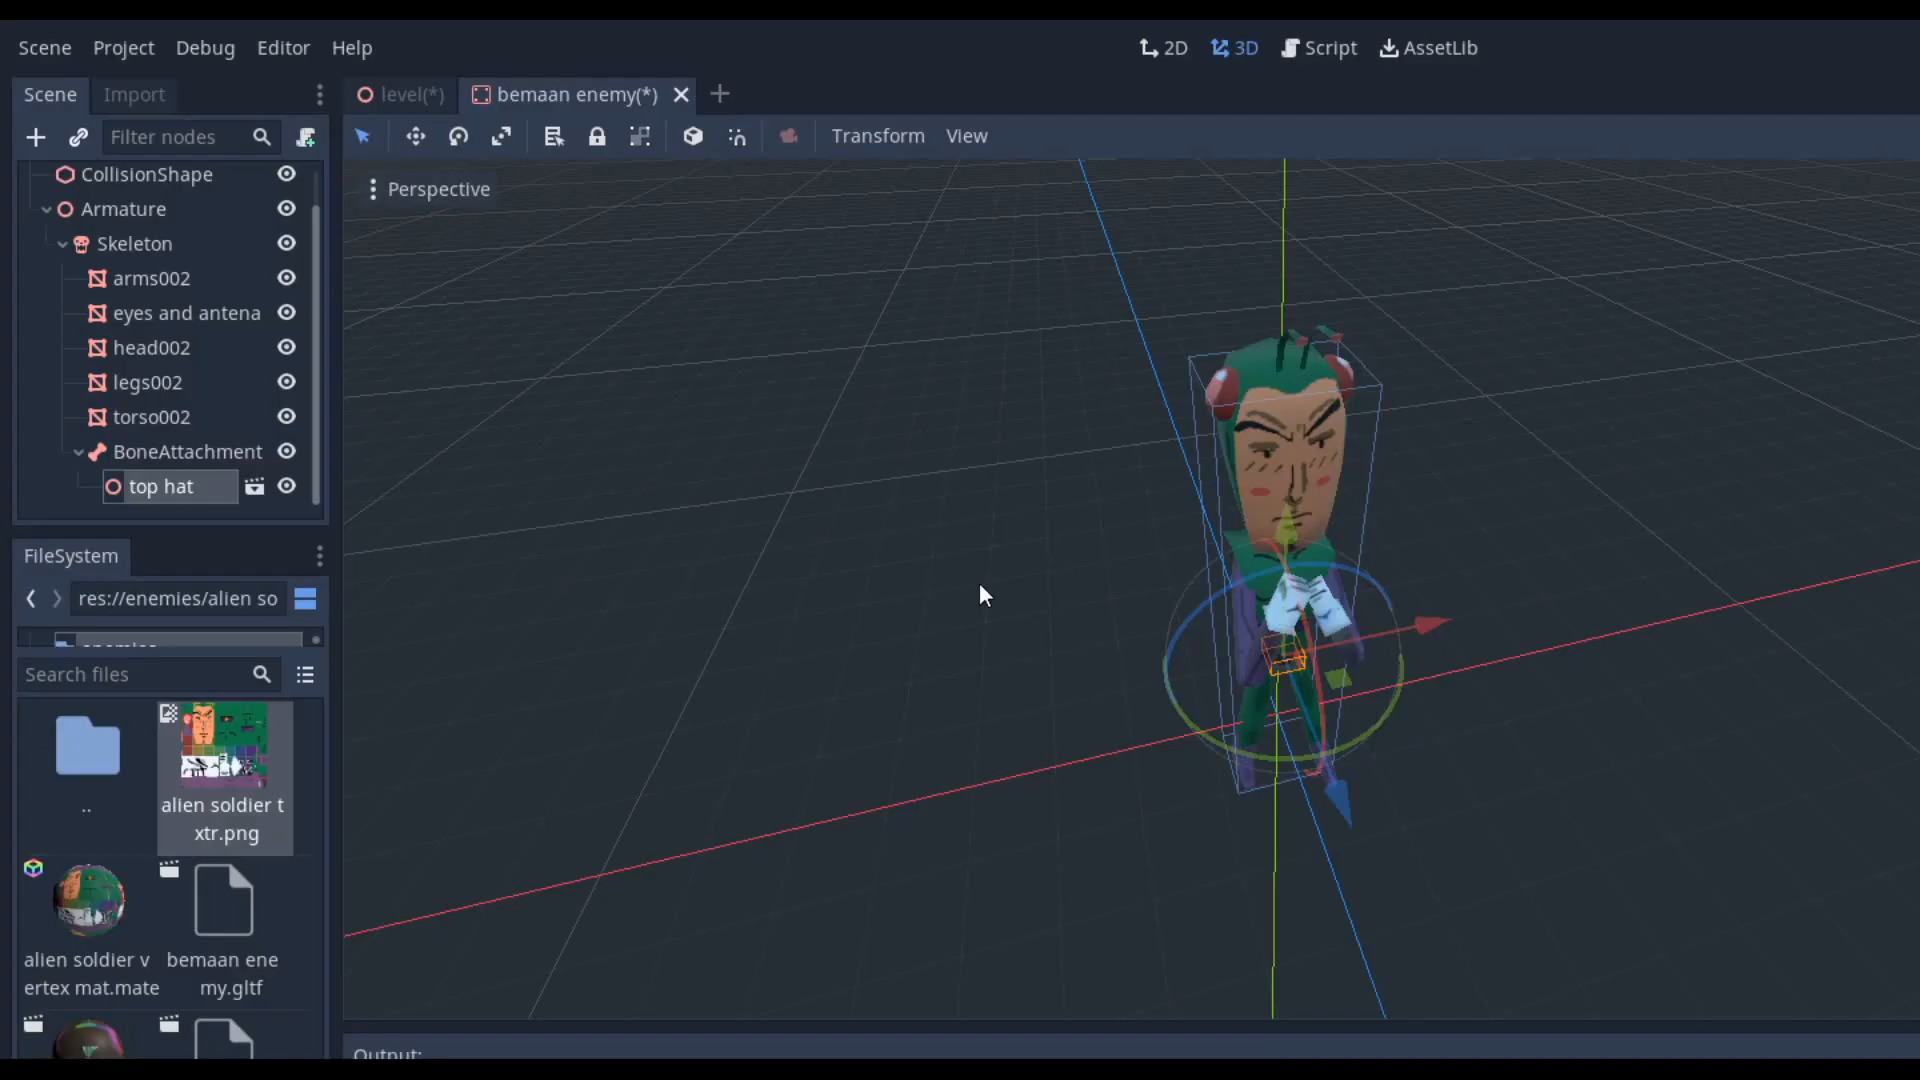 Scene Project Debug Editor Help
2D 3D Script AssetLib
Scene Import
level(*) bemaan enemy(*)
Filter nodes
Transform View
CollisionShape
Armature
Skeleton
arms002
eyes and antena
head002
legs002
torso002
BoneAttachment
top hat
Perspective
FileSystem
res://enemies/alien so
enemies
Search files
..
alien soldier t
xtr.png
alien soldier v
ertex mat.mate
bemaan ene
my.gltf
Output: